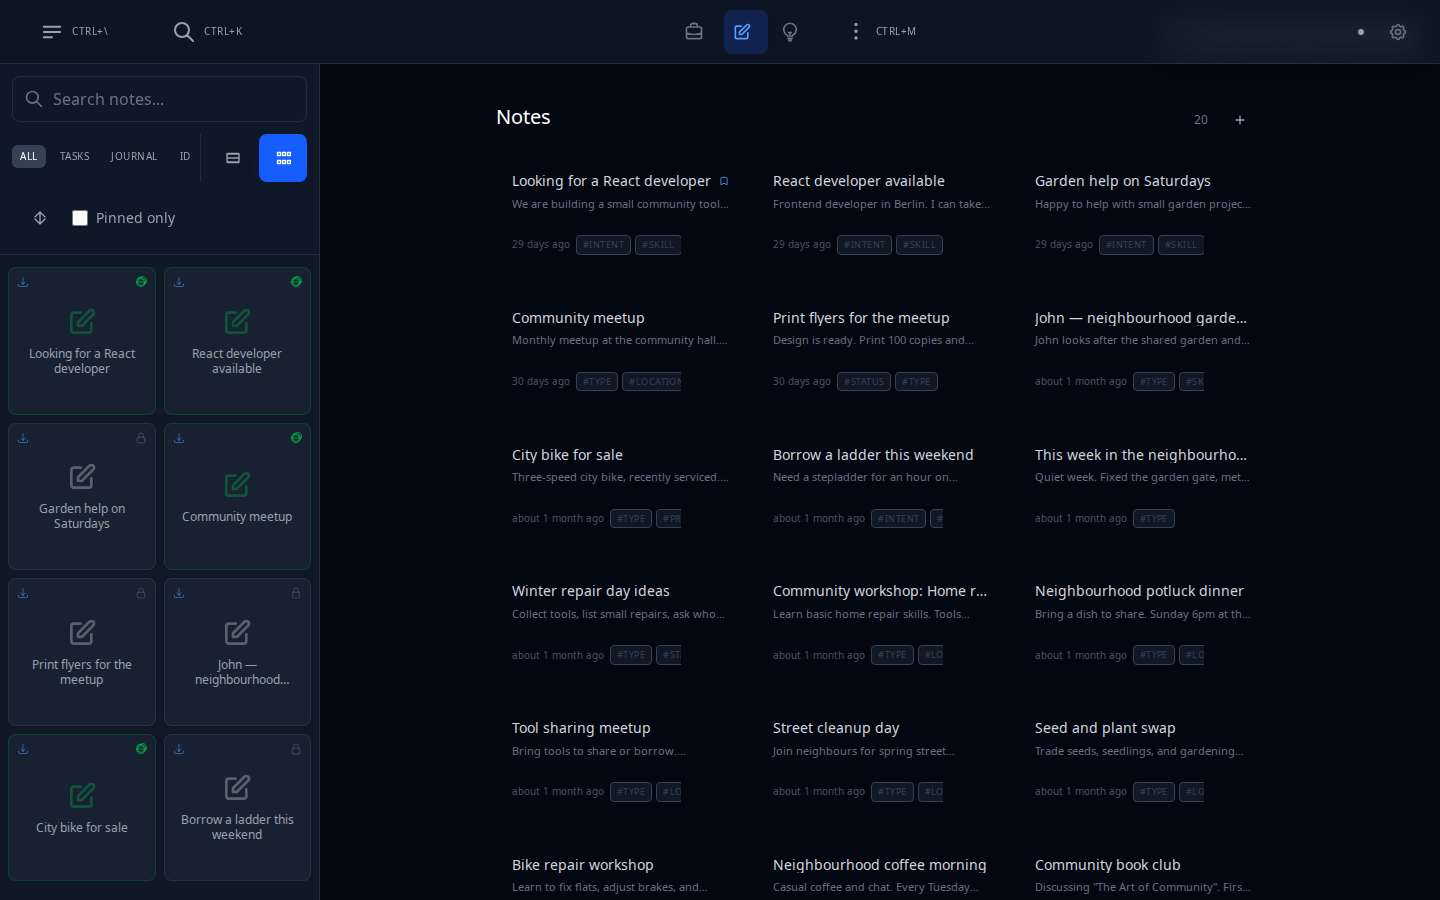 CTRL+\
CTRL+K
CTRL+M
Search notes...
ALL TASKS JOURNAL ID
Pinned only
Looking for a React developer
React developer available
Garden help on Saturdays
Community meetup
Print flyers for the meetup
John — neighbourhood...
City bike for sale
Borrow a ladder this weekend
Notes
20
Looking for a React developer
We are building a small community tool...
29 days ago #INTENT #SKILL
React developer available
Frontend developer in Berlin. I can take...
29 days ago #INTENT #SKILL
Garden help on Saturdays
Happy to help with small garden projec...
29 days ago #INTENT #SKILL
Community meetup
Monthly meetup at the community hall....
30 days ago #TYPE #LOCATION
Print flyers for the meetup
Design is ready. Print 100 copies and...
30 days ago #STATUS #TYPE
John — neighbourhood garde...
John looks after the shared garden and...
about 1 month ago #TYPE #SK
City bike for sale
Three-speed city bike, recently serviced....
about 1 month ago #TYPE #PR
Borrow a ladder this weekend
Need a stepladder for an hour on...
about 1 month ago #INTENT #
This week in the neighbourho...
Quiet week. Fixed the garden gate, met...
about 1 month ago #TYPE
Winter repair day ideas
Collect tools, list small repairs, ask who...
about 1 month ago #TYPE #ST
Community workshop: Home r...
Learn basic home repair skills. Tools...
about 1 month ago #TYPE #LO
Neighbourhood potluck dinner
Bring a dish to share. Sunday 6pm at th...
about 1 month ago #TYPE #LO
Tool sharing meetup
Bring tools to share or borrow....
about 1 month ago #TYPE #LO
Street cleanup day
Join neighbours for spring street...
about 1 month ago #TYPE #LO
Seed and plant swap
Trade seeds, seedlings, and gardening...
about 1 month ago #TYPE #LO
Bike repair workshop
Learn to fix flats, adjust brakes, and...
Neighbourhood coffee morning
Casual coffee and chat. Every Tuesday...
Community book club
Discussing "The Art of Community". Firs...